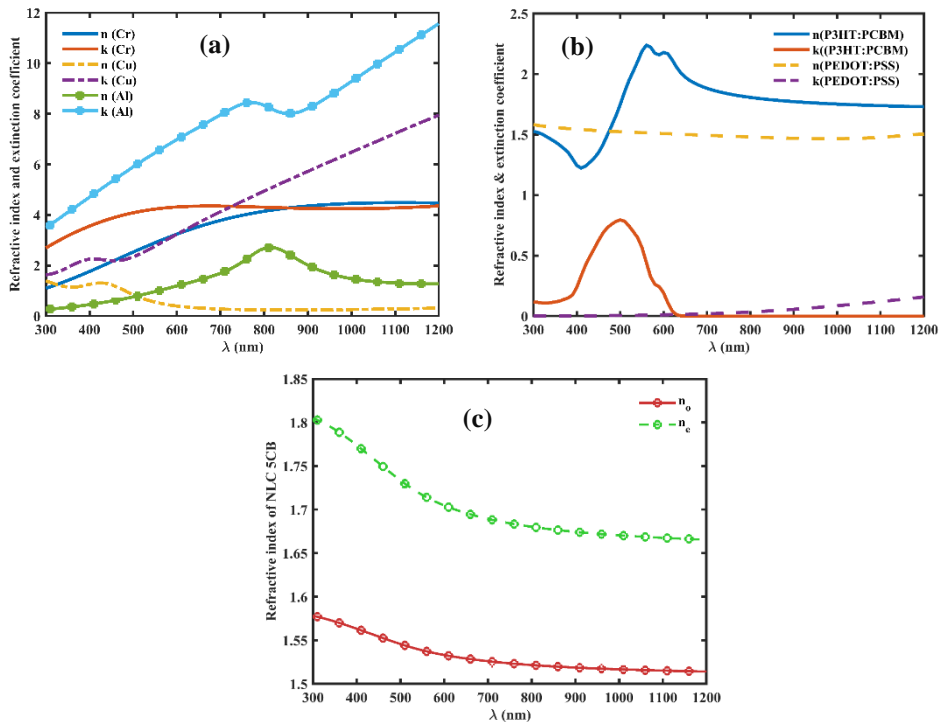 (a)
n (Cr)
k (Cr)
n (Cu)
k (Cu)
n (Al)
k (Al)
Refractive index and extinction coefficient
12
10
8
6
4
2
0
300 400 500 600 700 800 900 1000 1100 1200
λ (nm)
(b)
n(P3HT:PCBM)
k((P3HT:PCBM)
n(PEDOT:PSS)
k(PEDOT:PSS)
Refractive index & extinction coefficient
2.5
2
1.5
1
0.5
0
300 400 500 600 700 800 900 1000 1100 1200
λ (nm)
(c)
n_o
n_e
Refractive index of NLC 5CB
1.85
1.8
1.75
1.7
1.65
1.6
1.55
1.5
300 400 500 600 700 800 900 1000 1100 1200
λ (nm)